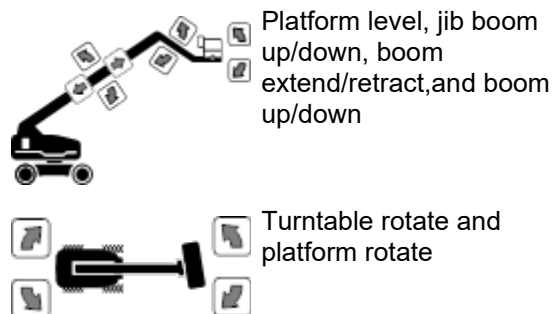 Platform level, jib boom
up/down, boom
extend/retract,and boom
up/down
Turntable rotate and
platform rotate